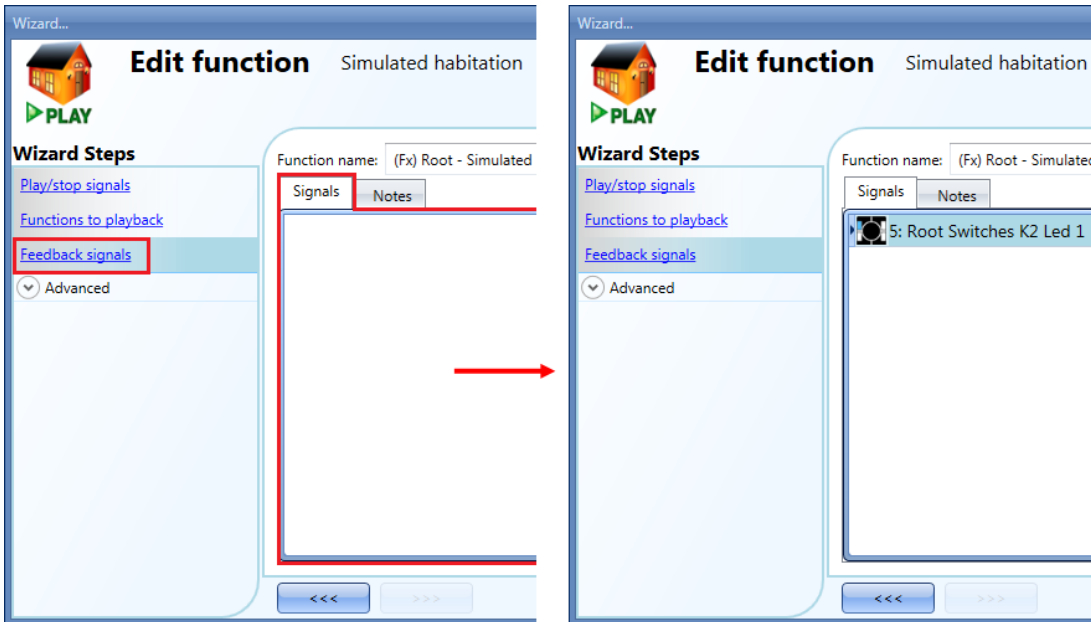 Wizard...
Edit function Simulated habitation
PLAY
Wizard Steps
Play/stop signals
Functions to playback
Feedback signals
Advanced
Function name: (Fx) Root - Simulated
Signals Notes
<<< >>>
Wizard...
Edit function Simulated habitation
PLAY
Wizard Steps
Play/stop signals
Functions to playback
Feedback signals
Advanced
Function name: (Fx) Root - Simulated
Signals Notes
5: Root Switches K2 Led 1
<<< >>>